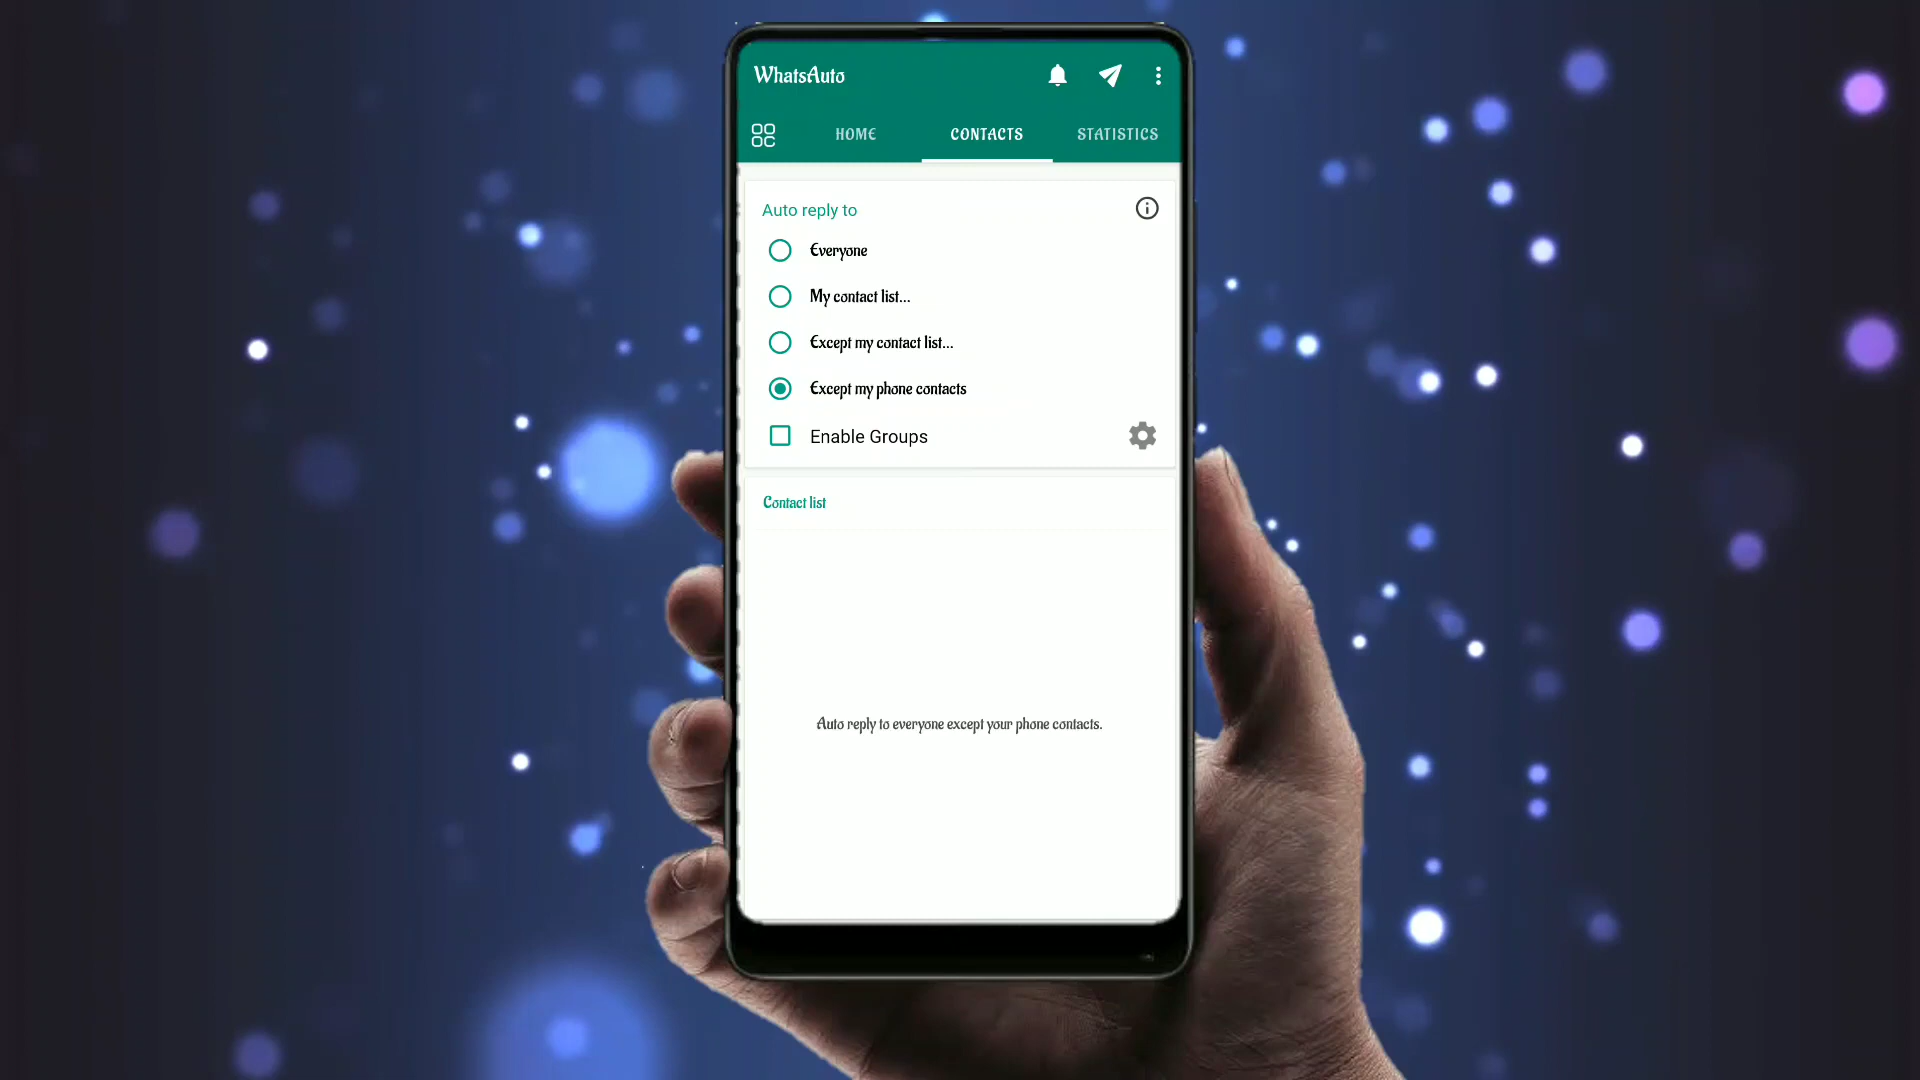 WhatsAuto
HOME
CONTACTS
STATISTICS
Auto reply to
Everyone
My contact list...
Except my contact list...
Except my phone contacts
Enable Groups
Contact list
Auto reply to everyone except your phone contacts.